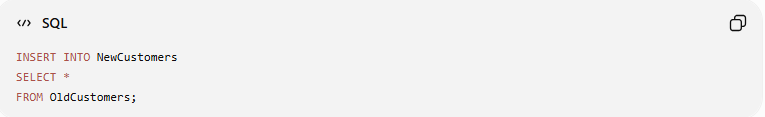 SQL
INSERT INTO NewCustomers
SELECT *
FROM OldCustomers;